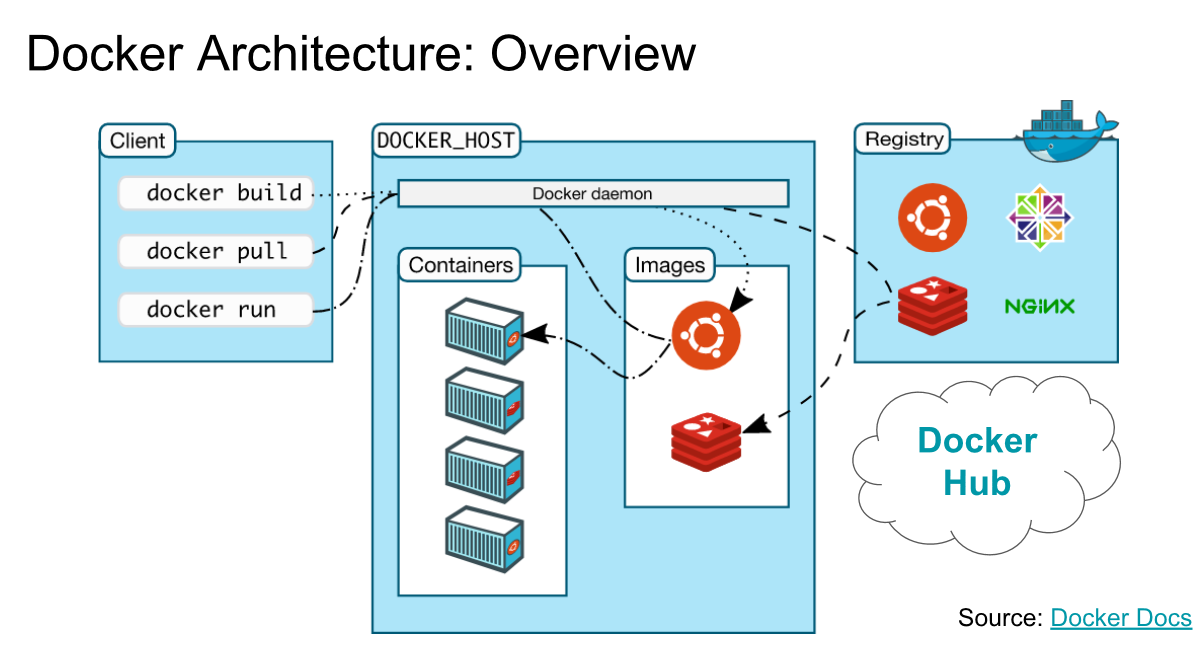 Docker Architecture: Overview
Client
docker build
docker pull
docker run
DOCKER_HOST
Docker daemon
Containers
Images
Registry
NGiNX
Docker
Hub
Source: Docker Docs